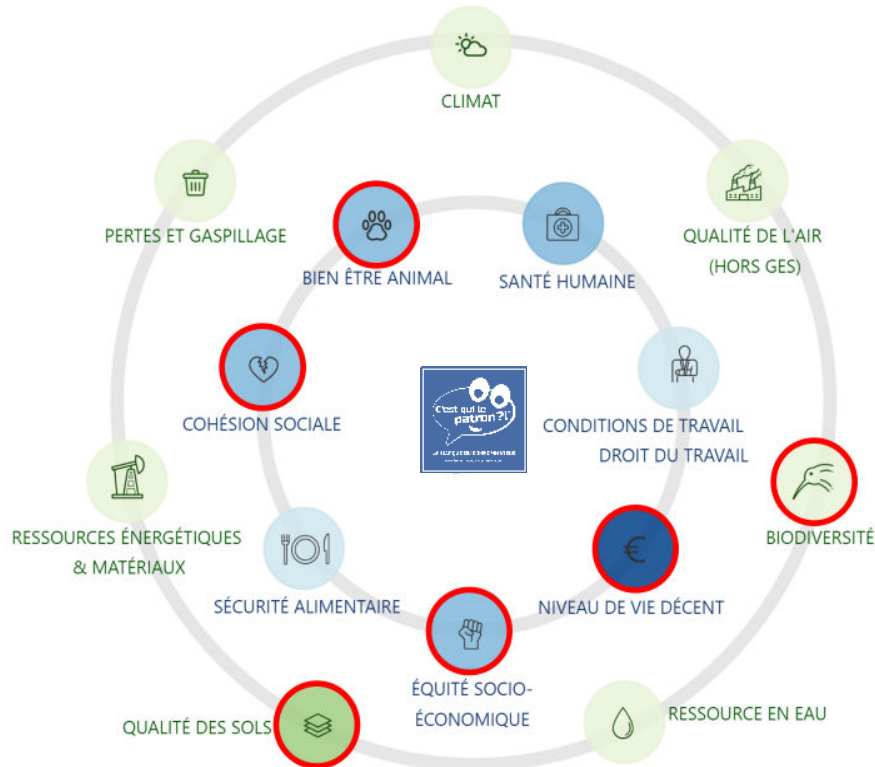 CLIMAT
PERTES ET GASPILLAGE
QUALITÉ DE L'AIR
(HORS GES)
BIEN ÊTRE ANIMAL
SANTÉ HUMAINE
COHÉSION SOCIALE
C'est qui le
patron ?!
CONDITIONS DE TRAVAIL
DROIT DU TRAVAIL
RESSOURCES ÉNERGÉTIQUES
& MATÉRIAUX
BIODIVERSITÉ
SÉCURITÉ ALIMENTAIRE
€
NIVEAU DE VIE DÉCENT
ÉQUITÉ SOCIO-
ÉCONOMIQUE
QUALITÉ DES SOLS
RESSOURCE EN EAU